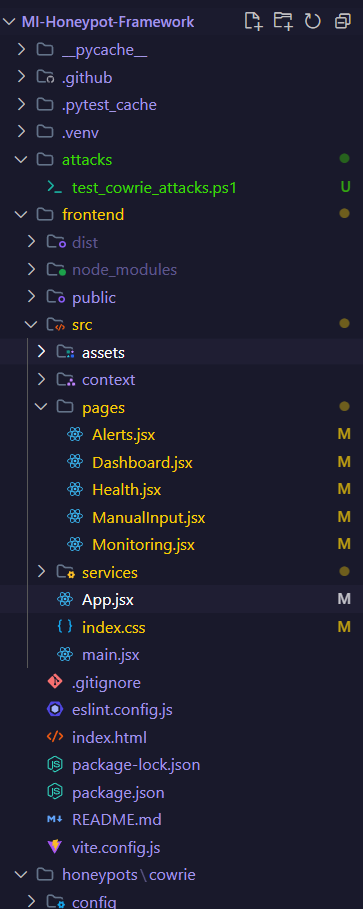 MI-Honeypot-Framework
__pycache__
.github
.pytest_cache
.venv
attacks
test_cowrie_attacks.ps1 U
frontend
dist
node_modules
public
src
assets
context
pages
Alerts.jsx M
Dashboard.jsx M
Health.jsx M
ManualInput.jsx M
Monitoring.jsx M
services
App.jsx M
index.css M
main.jsx
.gitignore
eslint.config.js
index.html
package-lock.json
package.json
README.md
vite.config.js
honeypots\cowrie
config